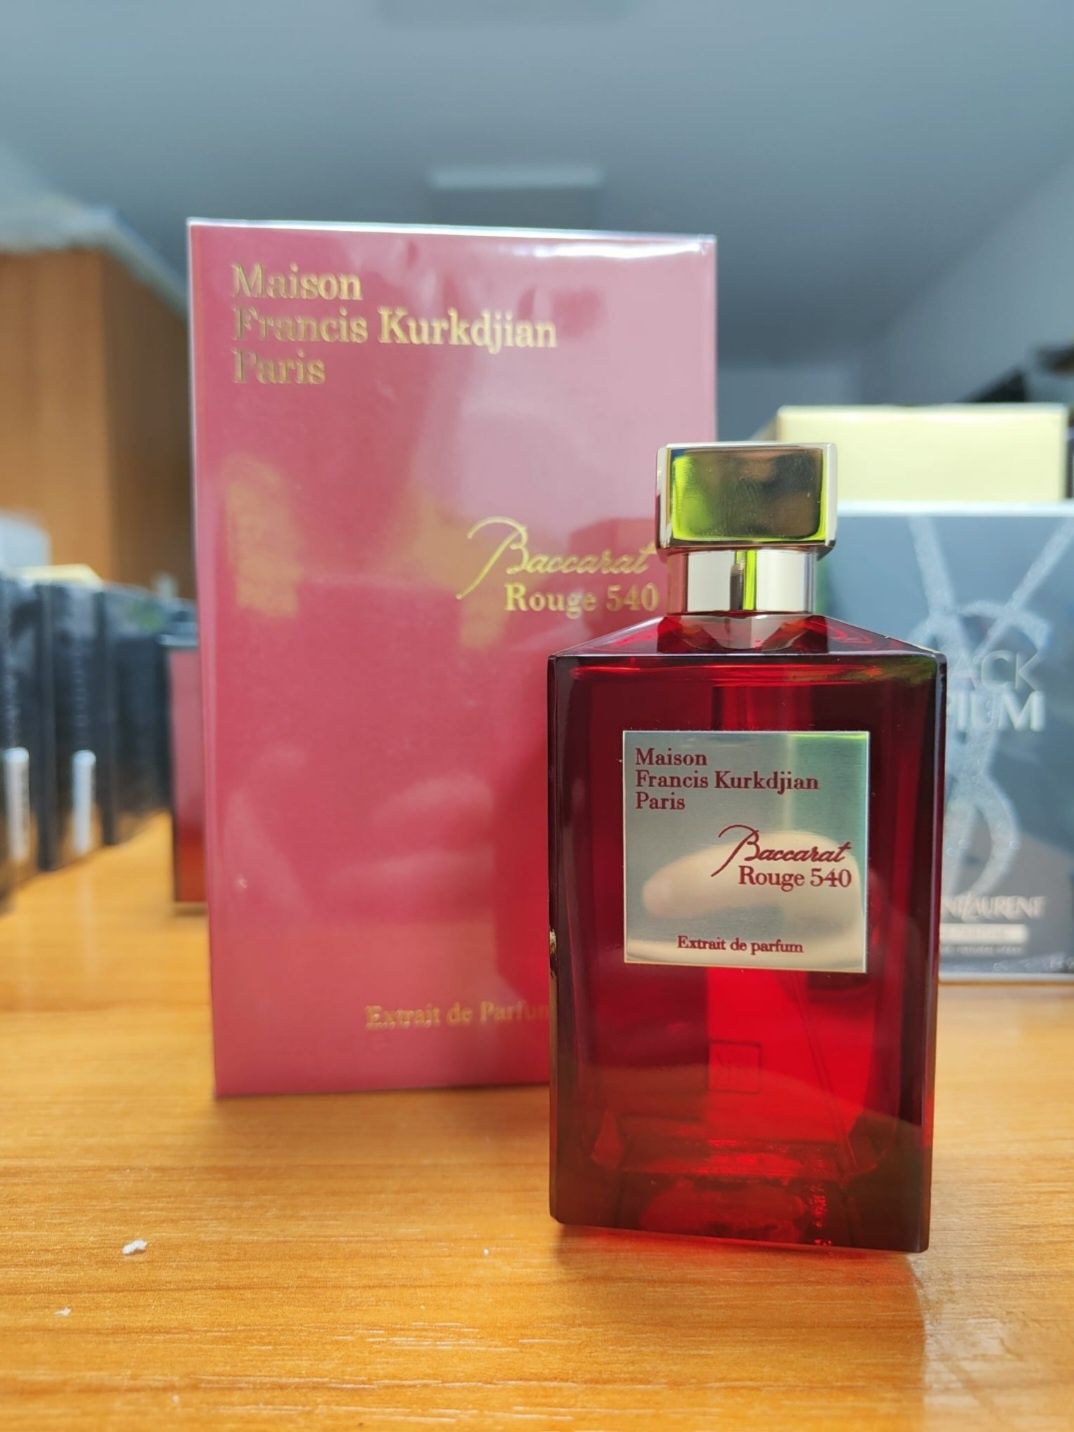 Maison
Francis Kurkdjian
Paris
Baccarat
Rouge 540
Extrait de Parfum
Maison
Francis Kurkdjian
Paris
Baccarat
Rouge 540
Extrait de parfum